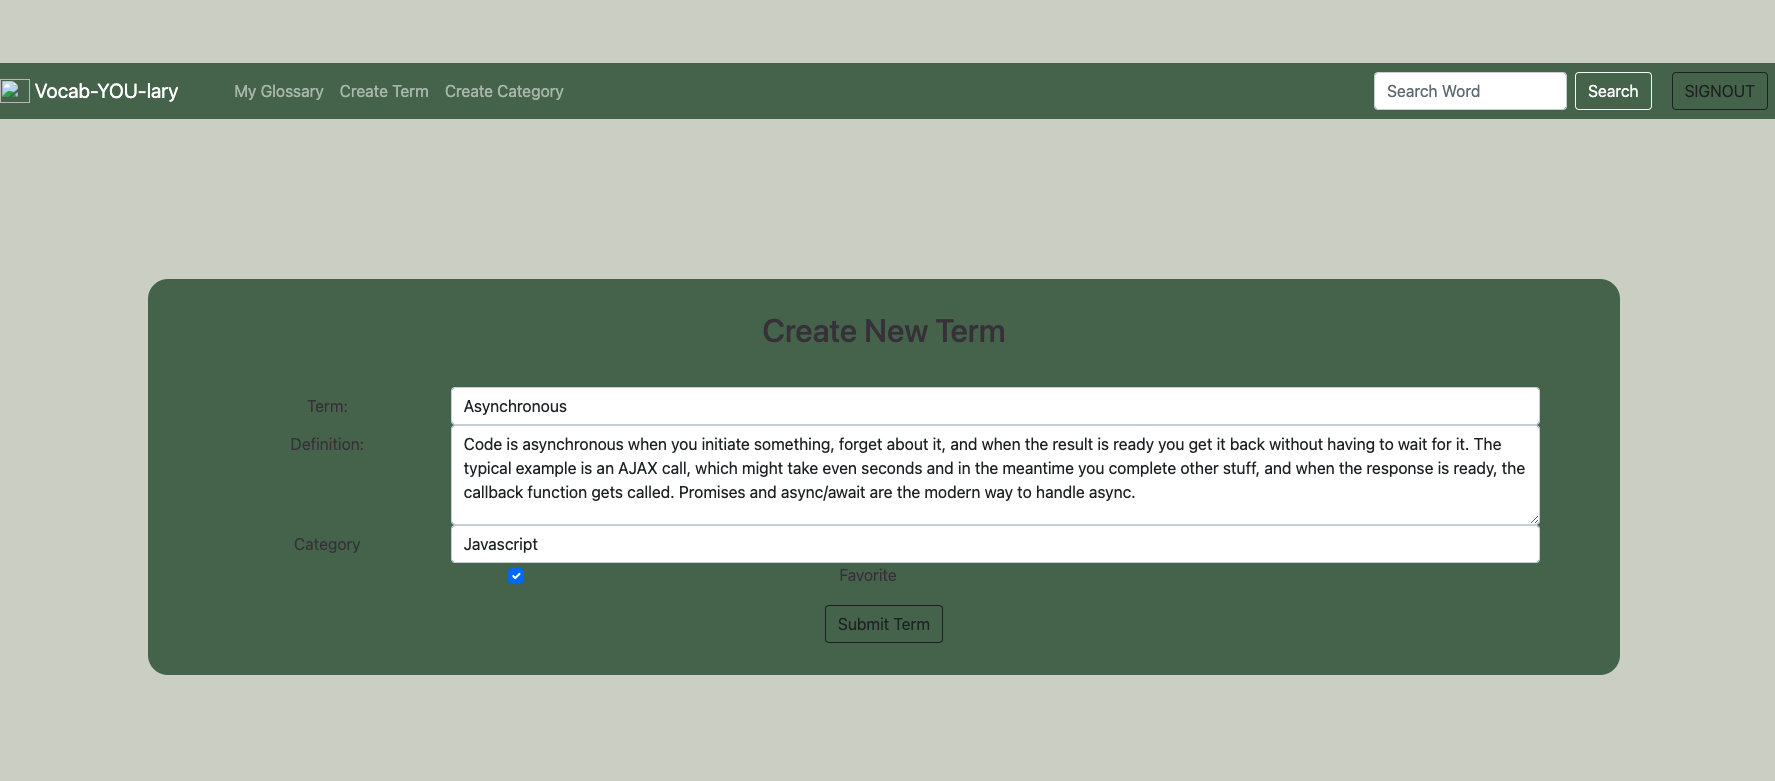 Vocab-YOU-lary My Glossary Create Term Create Category Search Word Search SIGNOUT
Create New Term
Term: Asynchronous
Definition: Code is asynchronous when you initiate something, forget about it, and when the result is ready you get it back without having to wait for it. The
typical example is an AJAX call, which might take even seconds and in the meantime you complete other stuff, and when the response is ready, the
callback function gets called. Promises and async/await are the modern way to handle async.
Category Javascript
Favorite
Submit Term